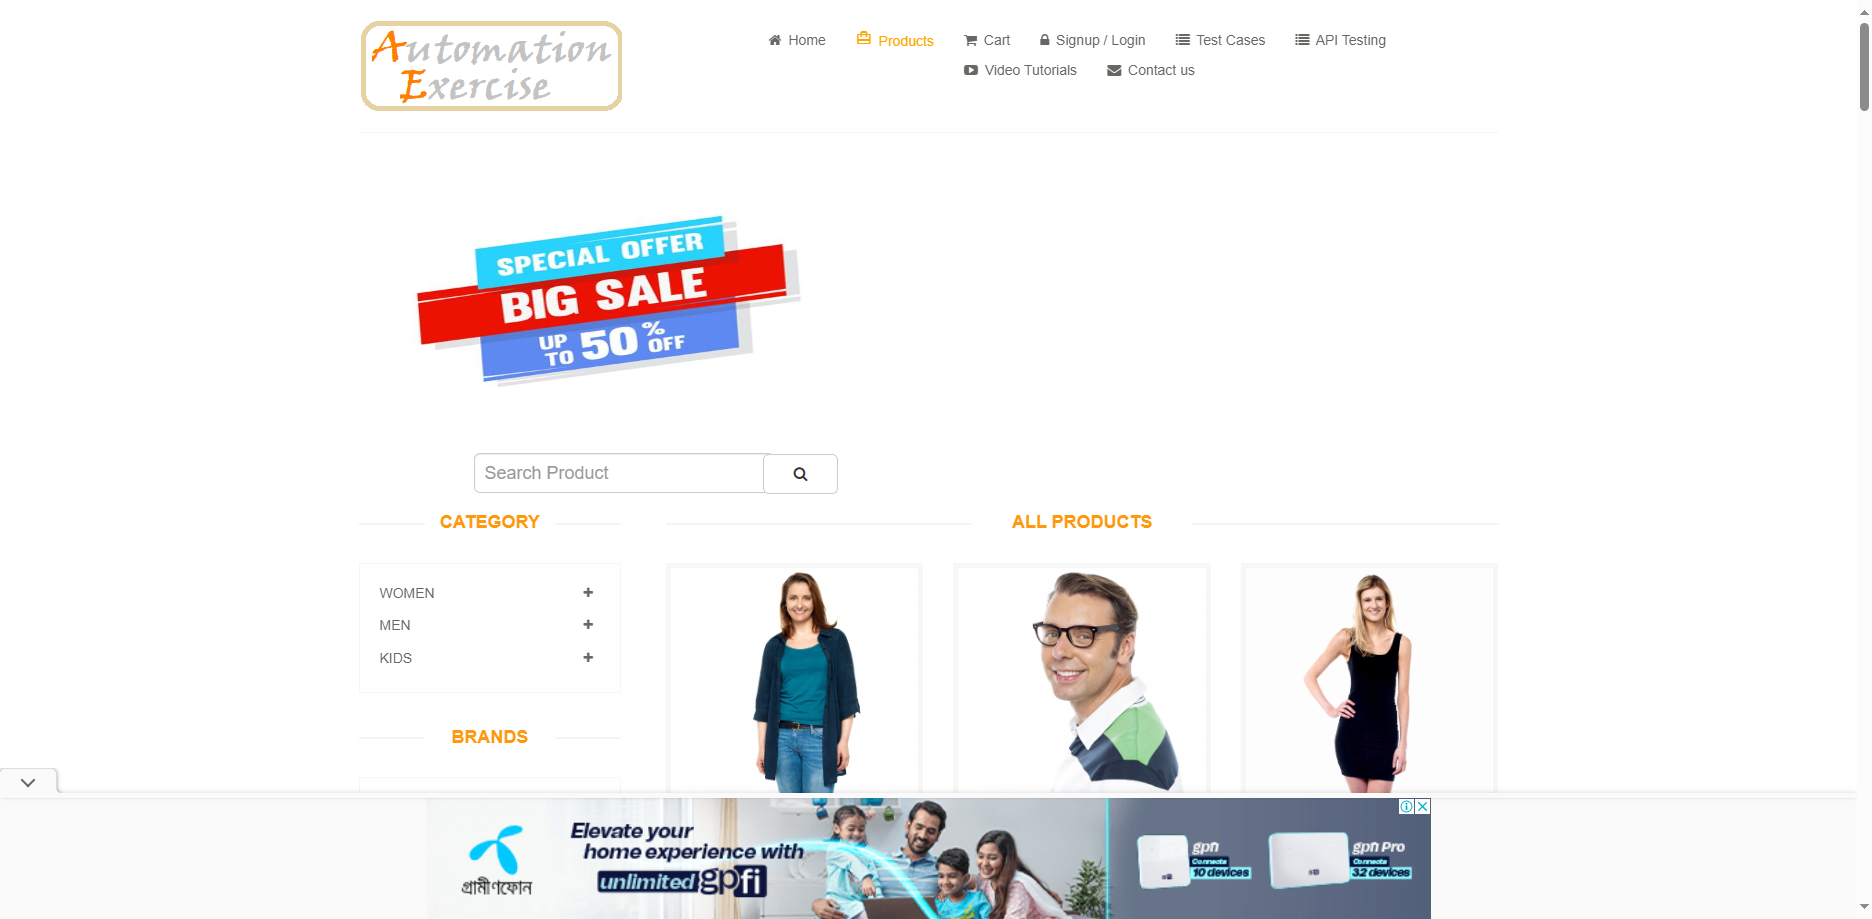 Automation
Exercise
Home
Products
Cart
Signup / Login
Test Cases
API Testing
Video Tutorials
Contact us
SPECIAL OFFER
BIG SALE
UP TO 50% OFF
Search Product
CATEGORY
ALL PRODUCTS
WOMEN
MEN
KIDS
BRANDS
গ্রামীণফোন
Elevate your
home experience with
unlimited gpfi
gpfi
Connects
10 devices
gpfi Pro
Connects
32 devices